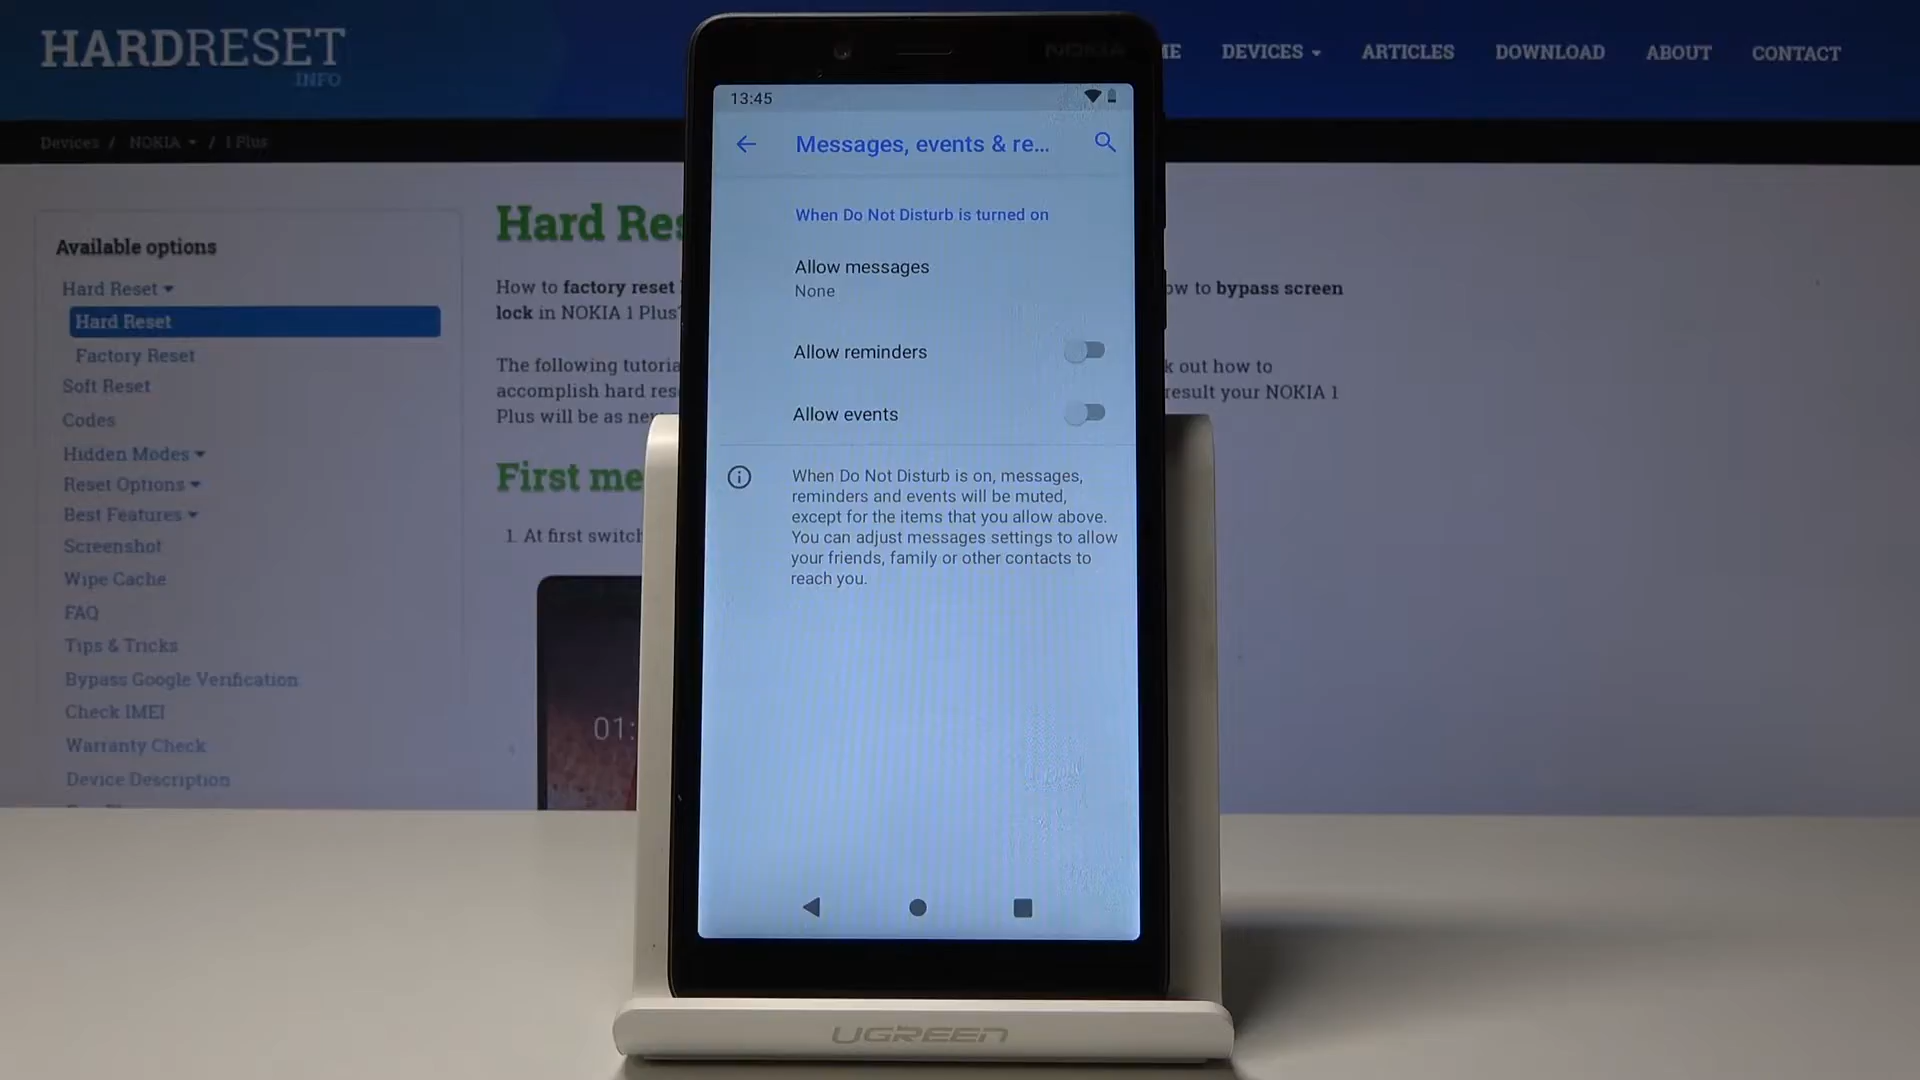 HARDRESET
.INFO
ME DEVICES ARTICLES DOWNLOAD ABOUT CONTACT
Devices / NOKIA / 1 Plus
Available options
Hard Reset
Hard Reset
Factory Reset
Soft Reset
Codes
Hidden Modes
Reset Options
Best Features
Screenshot
Wipe Cache
FAQ
Tips & Tricks
Bypass Google Verification
Check IMEI
Warranty Check
Device Description
Hard Res
How to factory reset ow to bypass screen
lock in NOKIA 1 Plus
The following tutoria k out how to
accomplish hard res result your NOKIA 1
Plus will be as ne
First me
1. At first switch
01:
NOKIA
13:45
Messages, events & re...
When Do Not Disturb is turned on
Allow messages
None
Allow reminders
Allow events
When Do Not Disturb is on, messages,
reminders and events will be muted,
except for the items that you allow above.
You can adjust messages settings to allow
your friends, family or other contacts to
reach you.
UGREEN